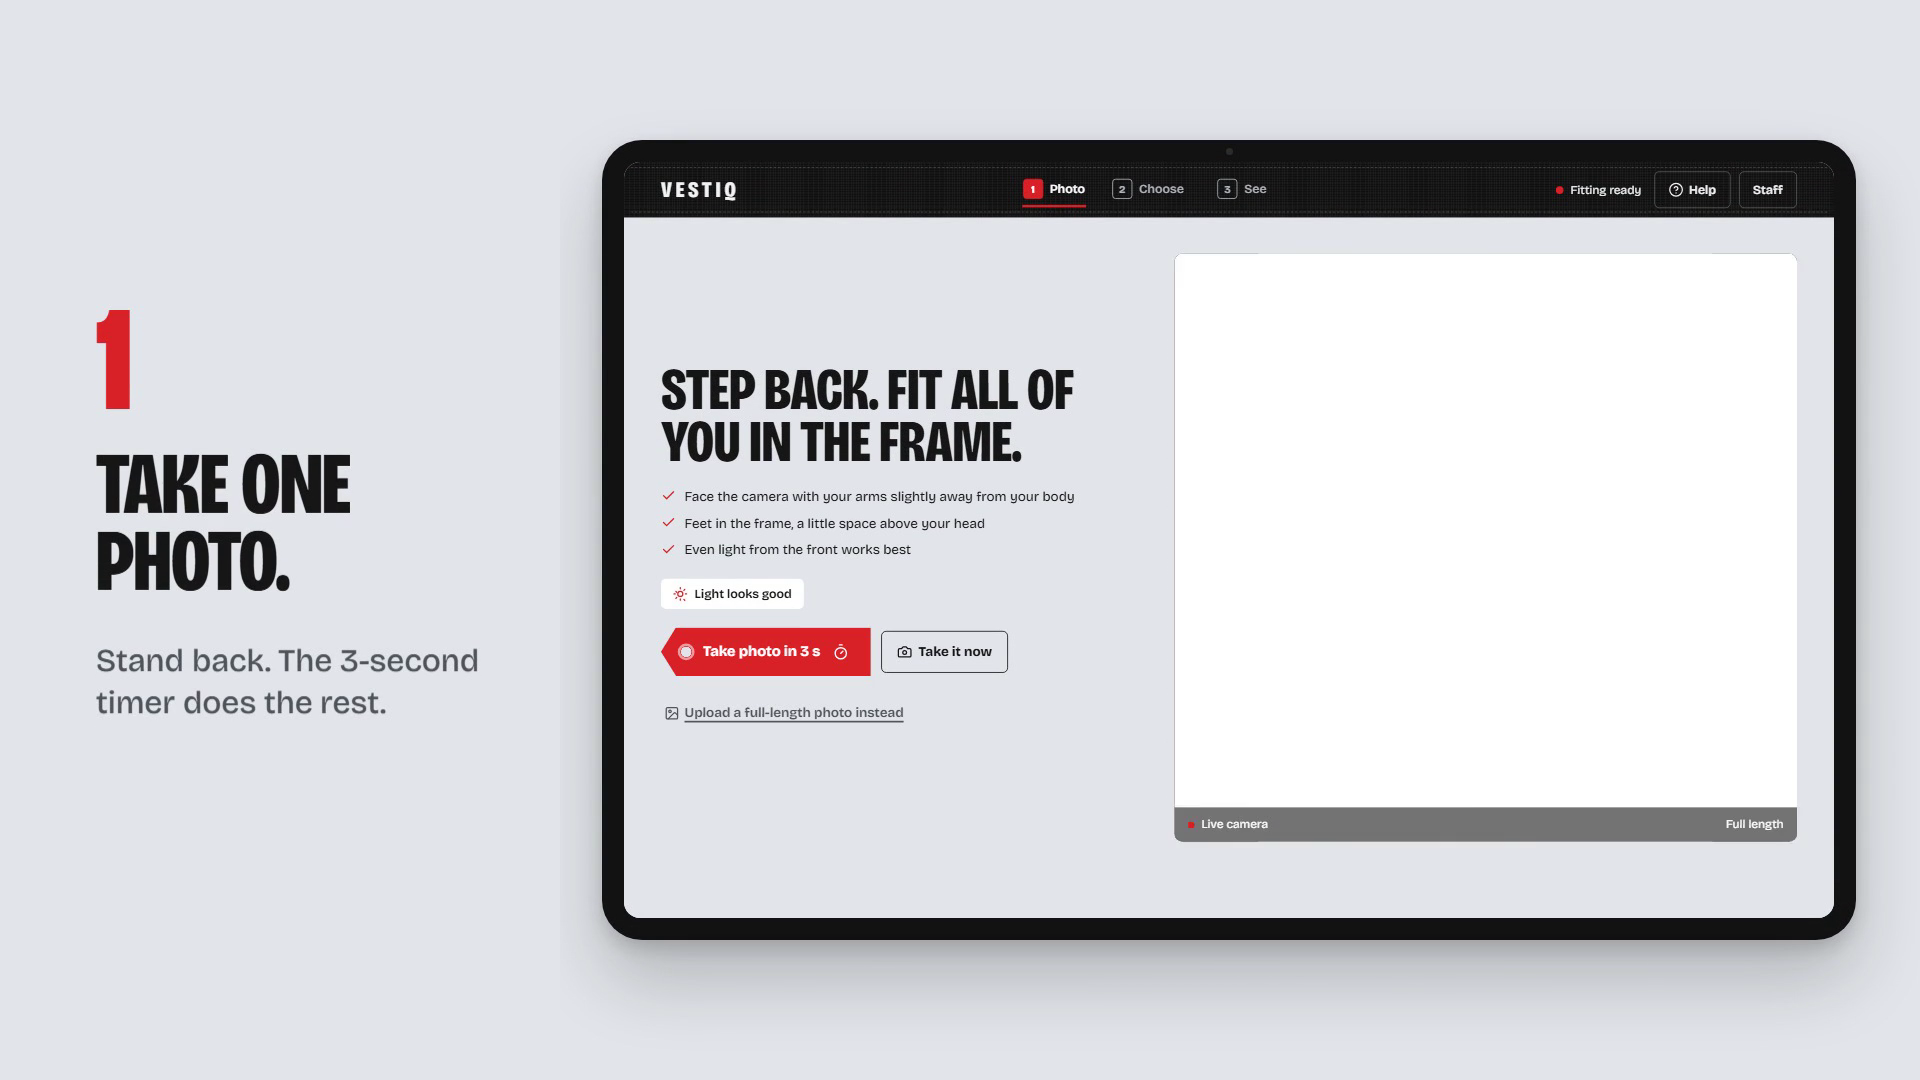 1
TAKE ONE
PHOTO.
Stand back. The 3-second
timer does the rest.
VESTIQ
1 Photo
2 Choose
3 See
Fitting ready
Help
Staff
STEP BACK. FIT ALL OF
YOU IN THE FRAME.
Face the camera with your arms slightly away from your body
Feet in the frame, a little space above your head
Even light from the front works best
Light looks good
Take photo in 3 s
Take it now
Upload a full-length photo instead
Live camera
Full length